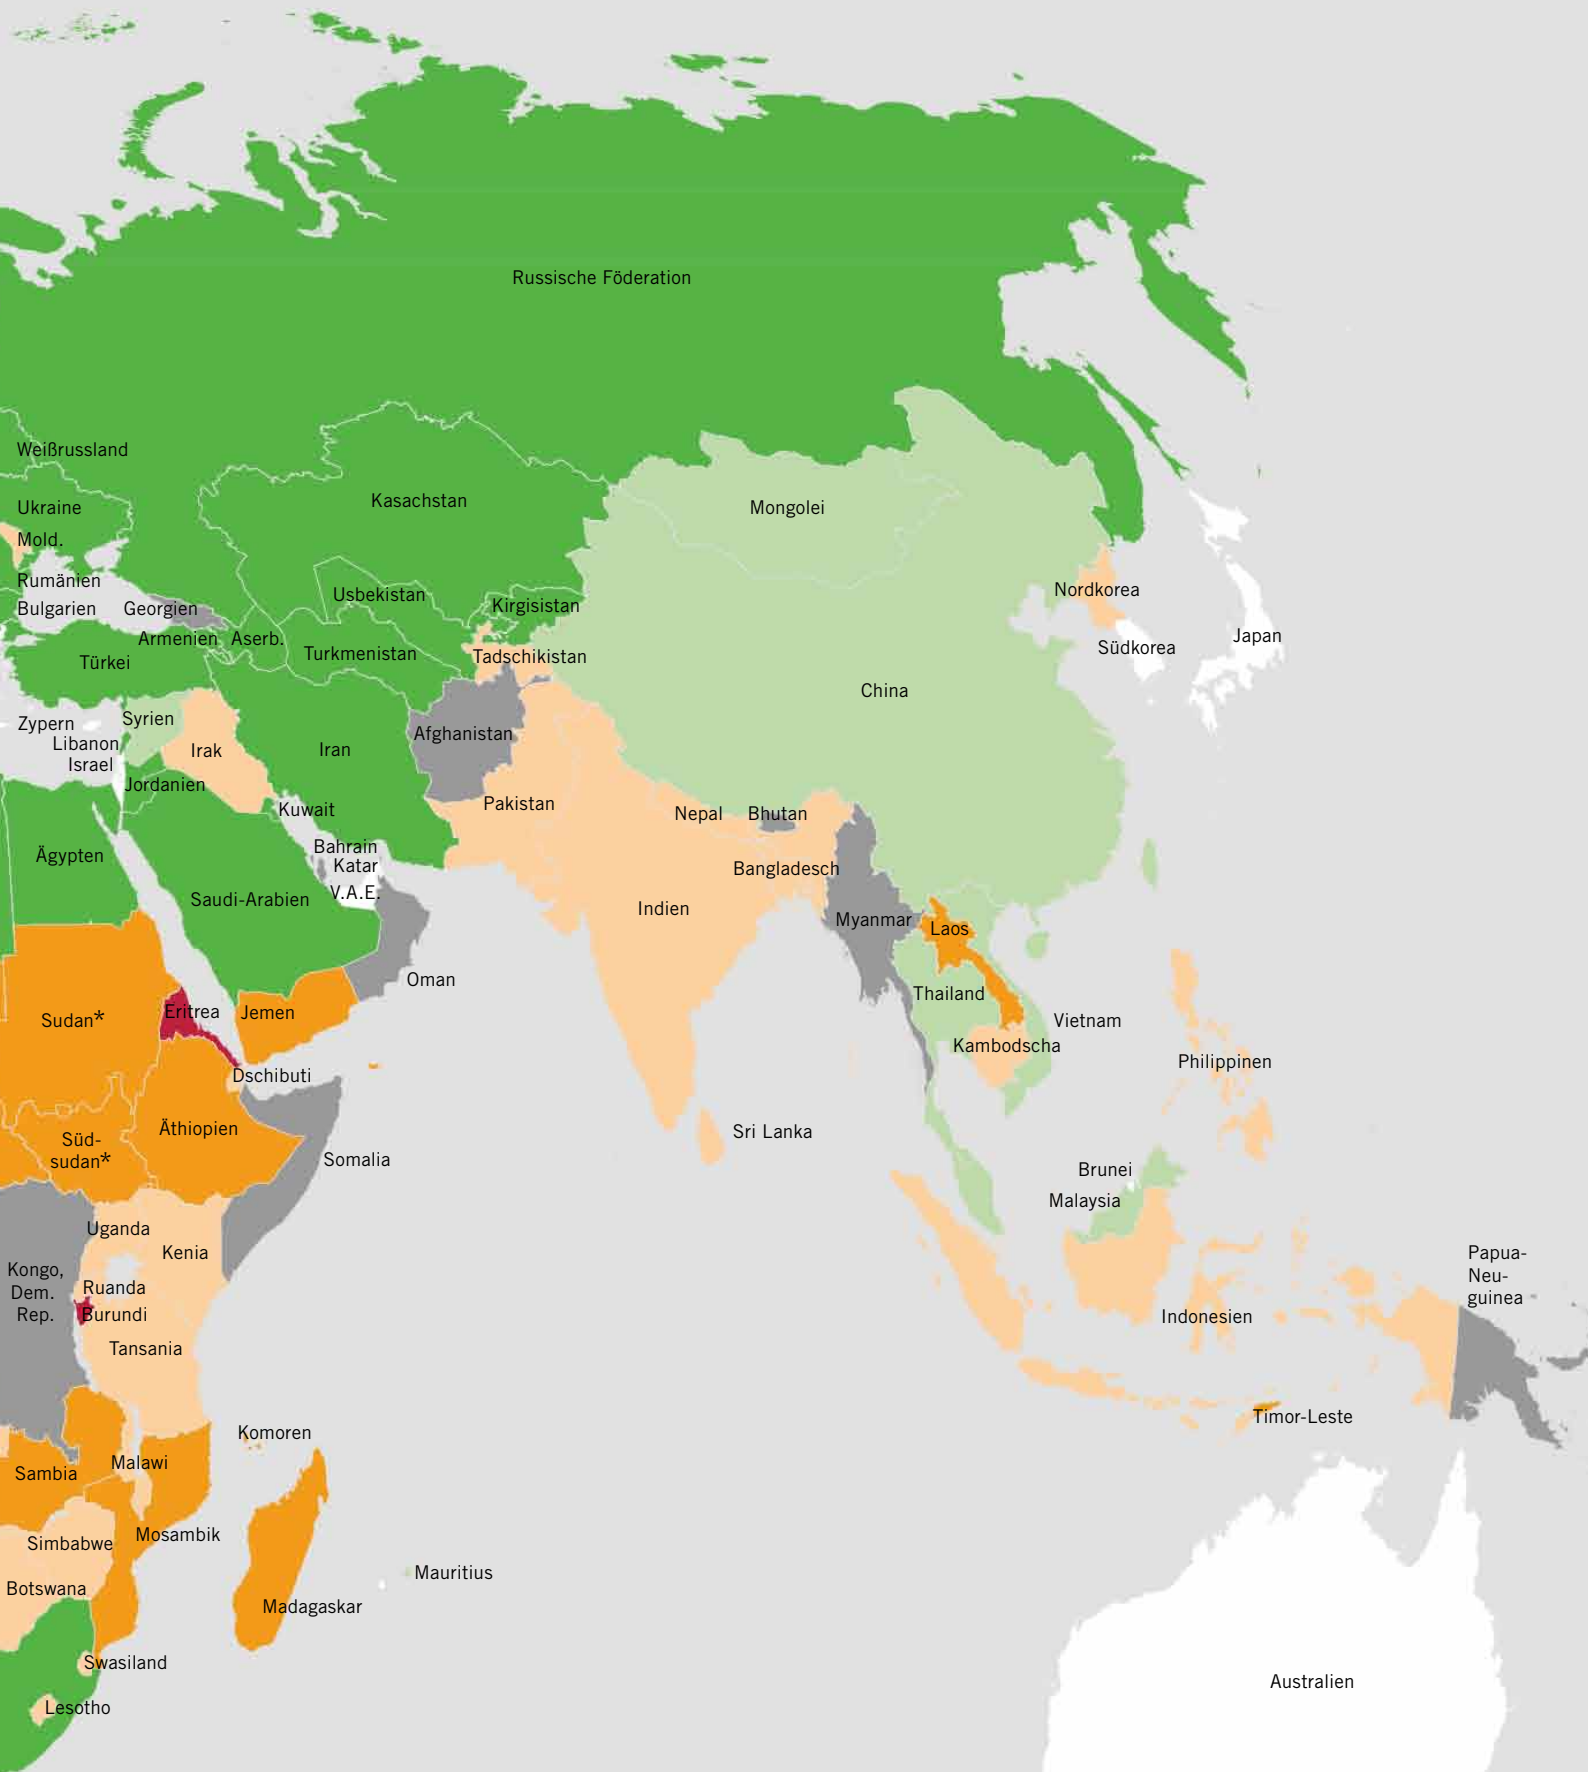 Russische Föderation
Weißrussland
Ukraine
Kasachstan
Mongolei
Mold.
Rumänien
Bulgarien
Georgien
Usbekistan
Kirgisistan
Nordkorea
Armenien
Aserb.
Türkei
Turkmenistan
Tadschikistan
Südkorea
Japan
China
Zypern
Syrien
Libanon
Israel
Irak
Iran
Afghanistan
Jordanien
Kuwait
Pakistan
Nepal
Bhutan
Ägypten
Bahrain
Katar
V.A.E.
Saudi-Arabien
Bangladesch
Indien
Myanmar
Laos
Oman
Thailand
Sudan*
Eritrea
Jemen
Vietnam
Kambodscha
Philippinen
Dschibuti
Äthiopien
Süd-
sudan*
Somalia
Sri Lanka
Brunei
Malaysia
Uganda
Kenia
Kongo,
Dem.
Rep.
Ruanda
Burundi
Tansania
Papua-
Neu-
guinea
Indonesien
Timor-Leste
Komoren
Sambia
Malawi
Simbabwe
Mosambik
Botswana
Madagaskar
Mauritius
Swasiland
Lesotho
Australien